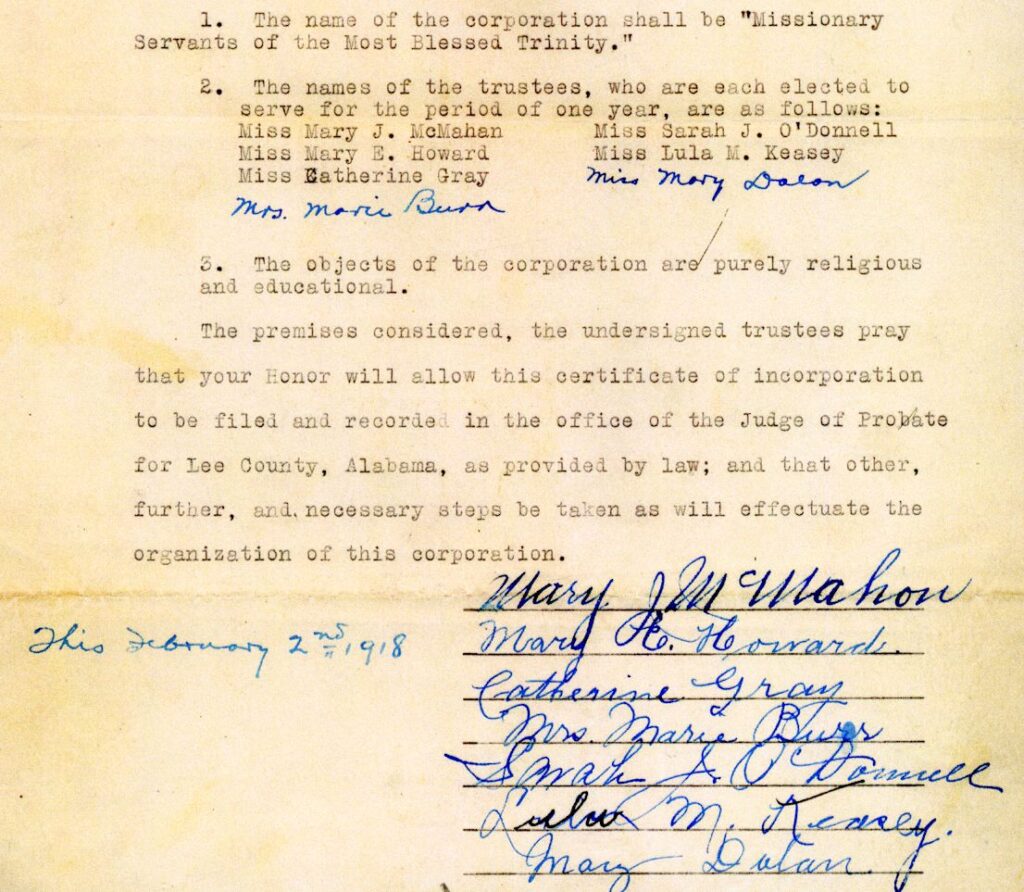 1. The name of the corporation shall be "Missionary
Servants of the Most Blessed Trinity."
2. The names of the trustees, who are each elected to
serve for the period of one year, are as follows:
Miss Mary J. McMahan Miss Sarah J. O'Donnell
Miss Mary E. Howard Miss Lula M. Keasey
Miss Catherine Gray Miss Mary Dolan
Mrs. Marie Burr
3. The objects of the corporation are purely religious
and educational.
The premises considered, the undersigned trustees pray
that your Honor will allow this certificate of incorporation
to be filed and recorded in the office of the Judge of Probate
for Lee County, Alabama, as provided by law; and that other,
further, and necessary steps be taken as will effectuate the
organization of this corporation.
Mary J McMahon
This February 2nd 1918
Mary E. Howard.
Catherine Gray
Mrs. Marie Burr
Sarah J. O'Donnell
Lula M. Keasey.
Mary Dolan.